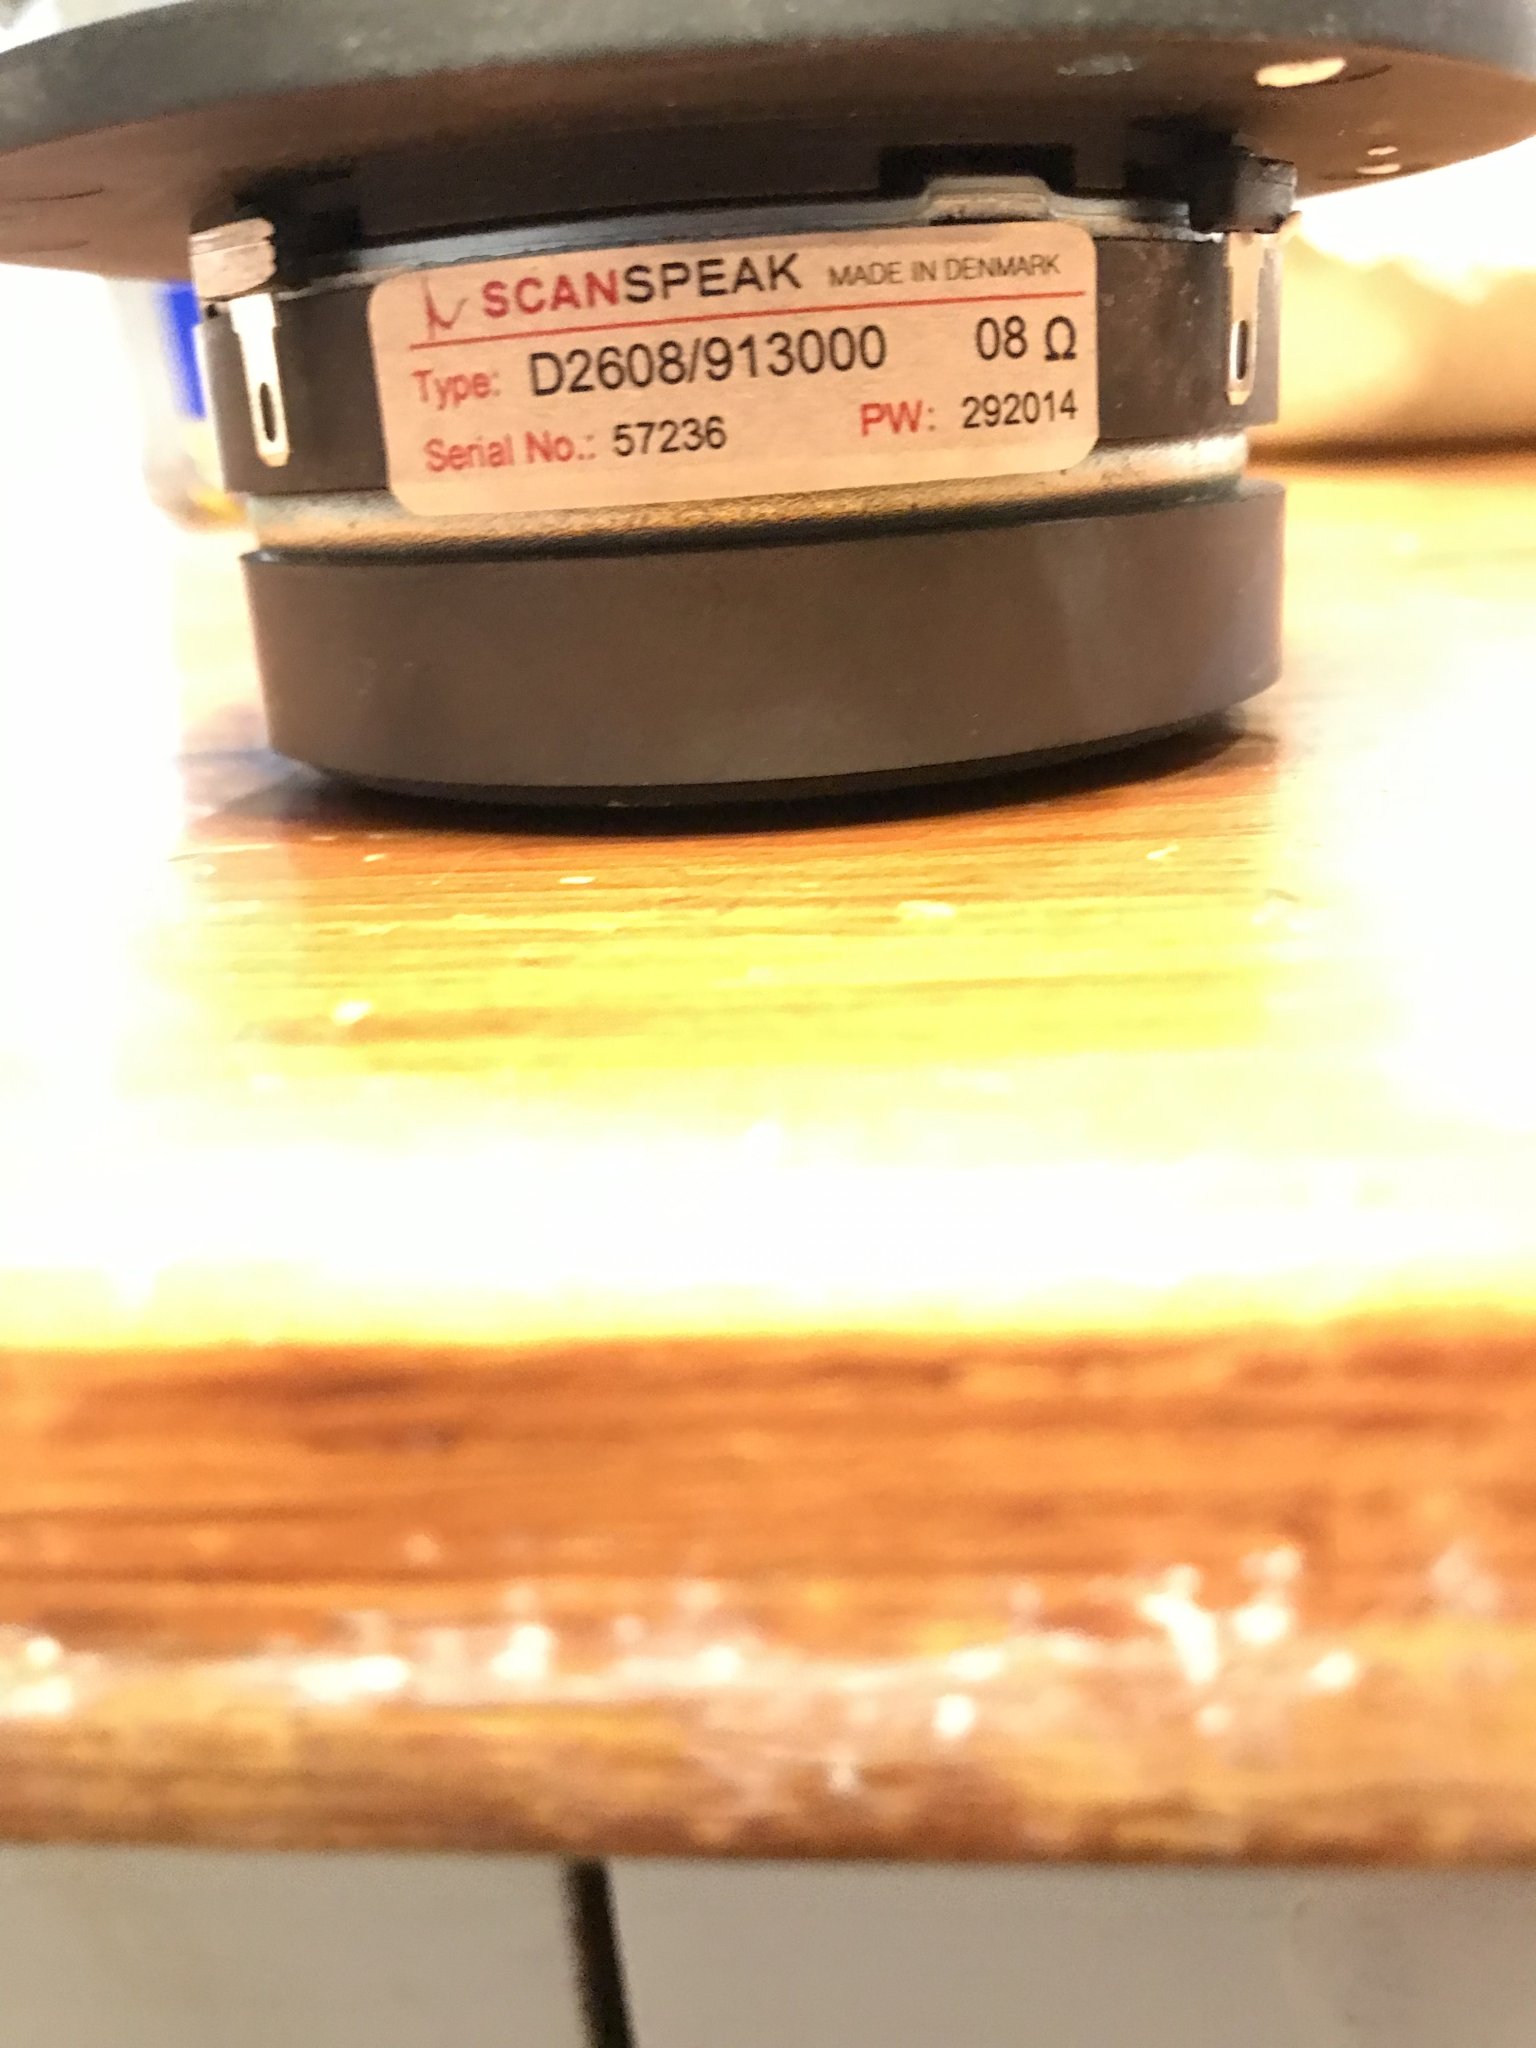 SCANSPEAK MADE IN DENMARK
Type: D2608/913000 08 Ω
Serial No.: 57236 PW: 292014